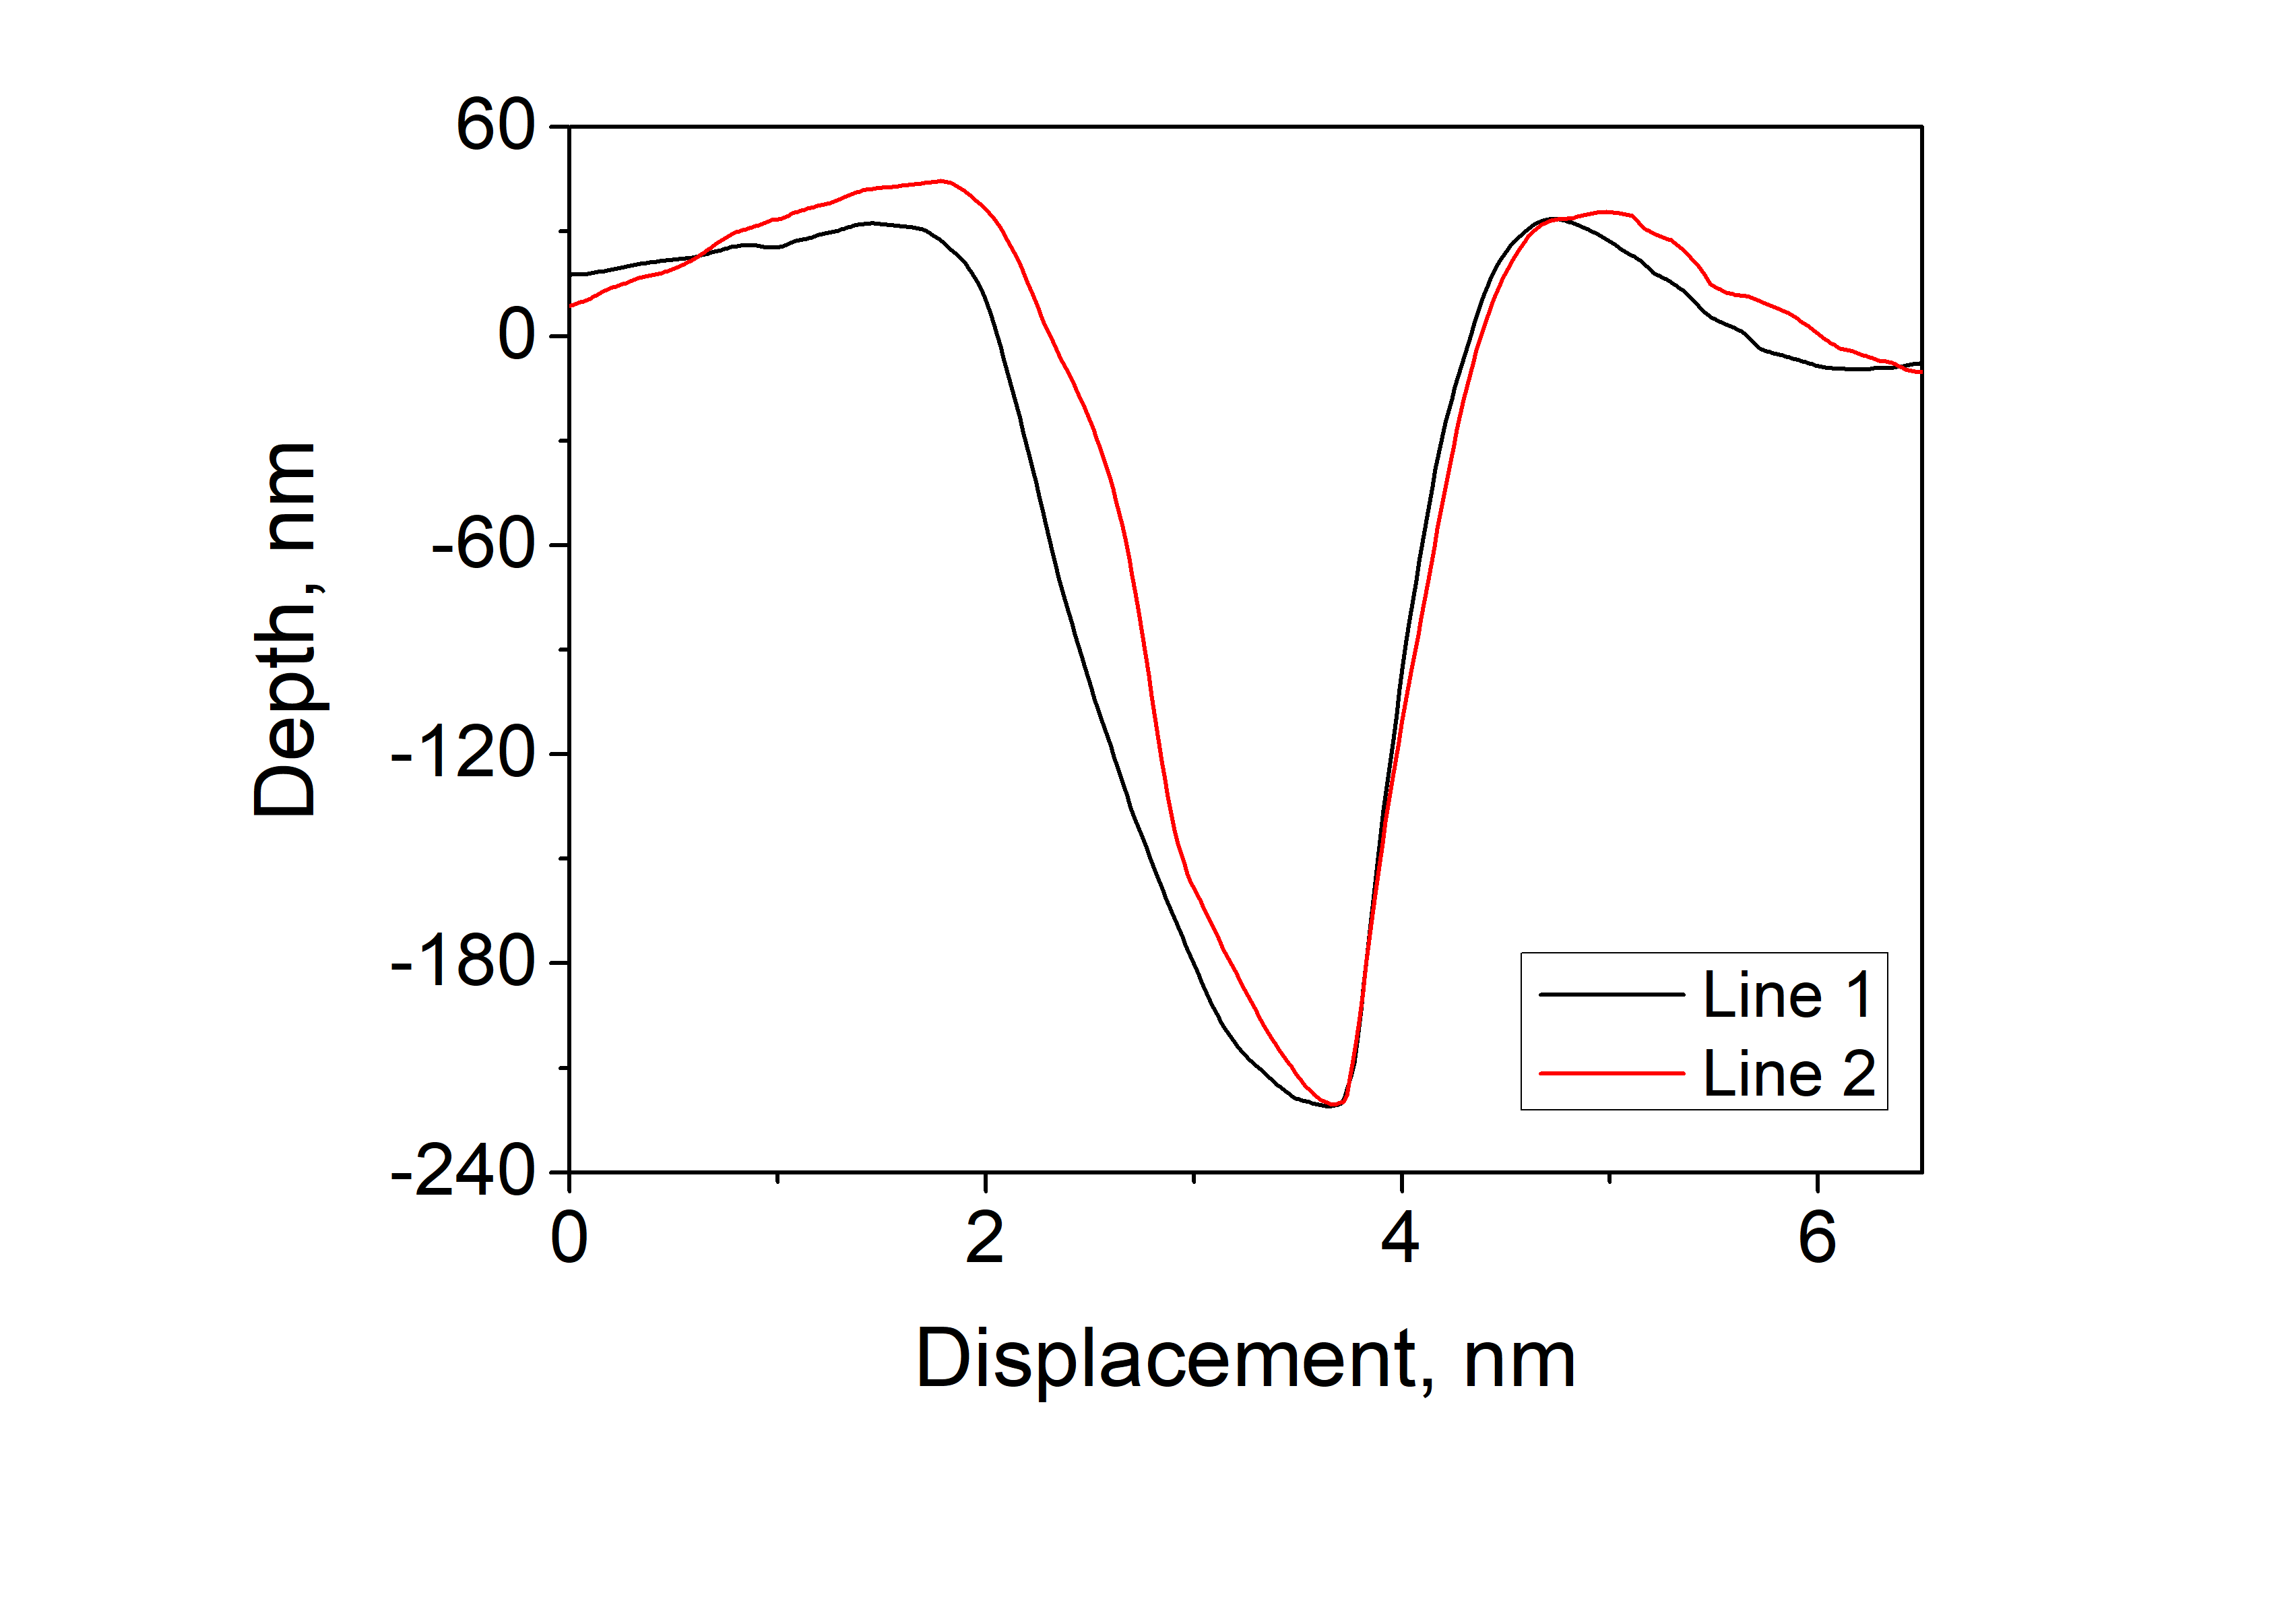 60
0
-60
-120
-180
-240
0 2 4 6
Depth, nm
Displacement, nm
Line 1
Line 2